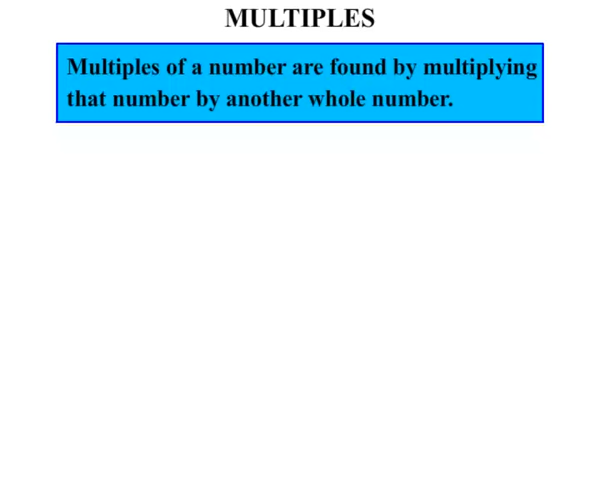 MULTIPLES
Multiples of a number are found by multiplying
that number by another whole number.